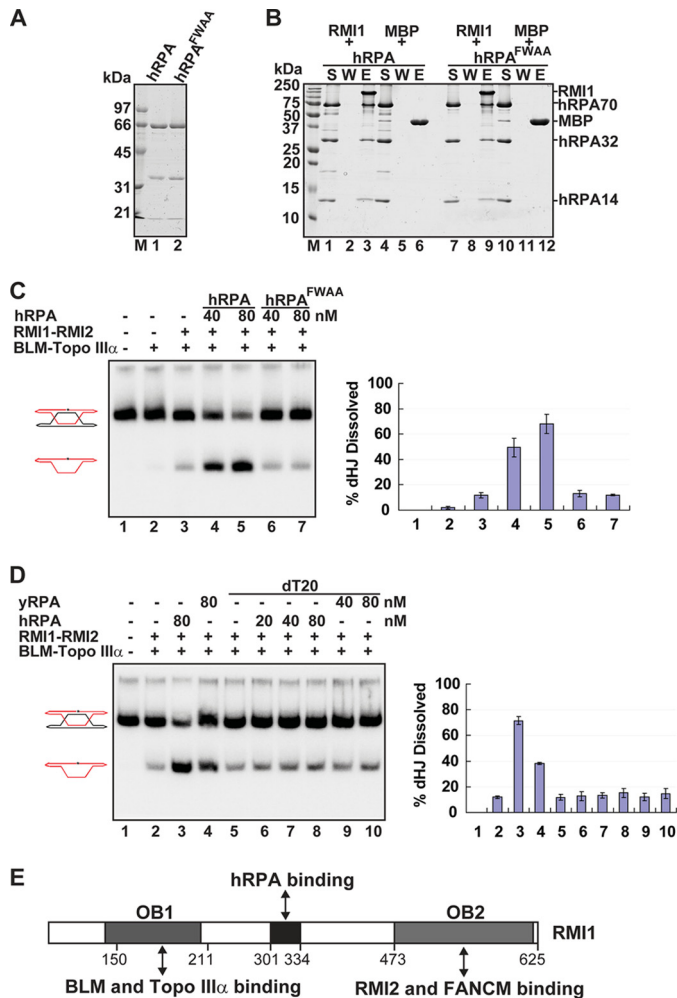 A
hRPA hRPA^FWAA
kDa
97
66
45
31
21
M 1 2
B
RMI1 MBP RMI1 MBP
+ + + +
hRPA hRPA^FWAA
kDa S W E S W E S W E S W E
250
75
50
37
25
20
15
10
RMI1
hRPA70
MBP
hRPA32
hRPA14
M 1 2 3 4 5 6 7 8 9 10 11 12
C
hRPA hRPA^FWAA
hRPA - - - 40 80 40 80 nM
RMI1-RMI2 - - + + + + +
BLM-Topo IIIα - + + + + + +
1 2 3 4 5 6 7
% dHJ Dissolved
100
80
60
40
20
0
1 2 3 4 5 6 7
D
dT20
yRPA - - - 80 - - - - 40 80 nM
hRPA - - 80 - - 20 40 80 - - nM
RMI1-RMI2 - + + + + + + + + +
BLM-Topo IIIα - + + + + + + + + +
1 2 3 4 5 6 7 8 9 10
% dHJ Dissolved
100
80
60
40
20
0
1 2 3 4 5 6 7 8 9 10
E
hRPA binding
OB1 OB2
RMI1
150 211 301 334 473 625
BLM and Topo IIIα binding RMI2 and FANCM binding